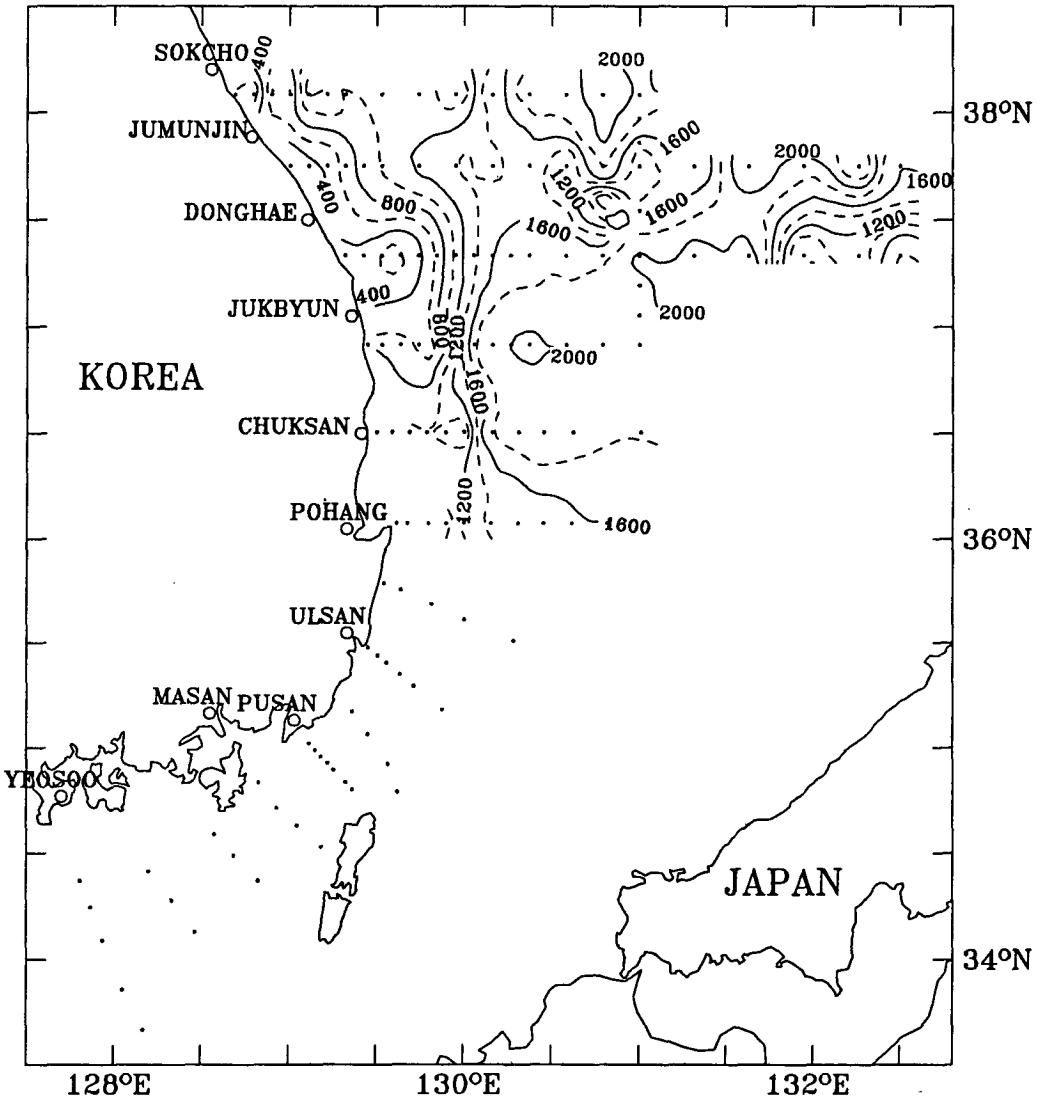 SOKCHO
400
2000
38°N
JUMUNJIN
1600
2000
1200
1600
400
800
DONGHAE
1600
1600
1200
400
JUKBYUN
2000
800
1200
2000
KOREA
1600
CHUKSAN
1200
POHANG
1600
36°N
ULSAN
MASAN
PUSAN
YEOSOO
JAPAN
34°N
128°E
130°E
132°E